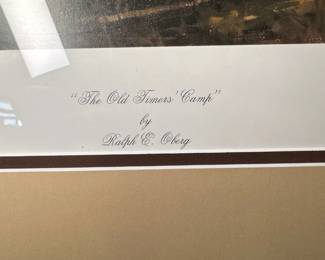 "The Old Timers' Camp"
by
Ralph E. Oberg